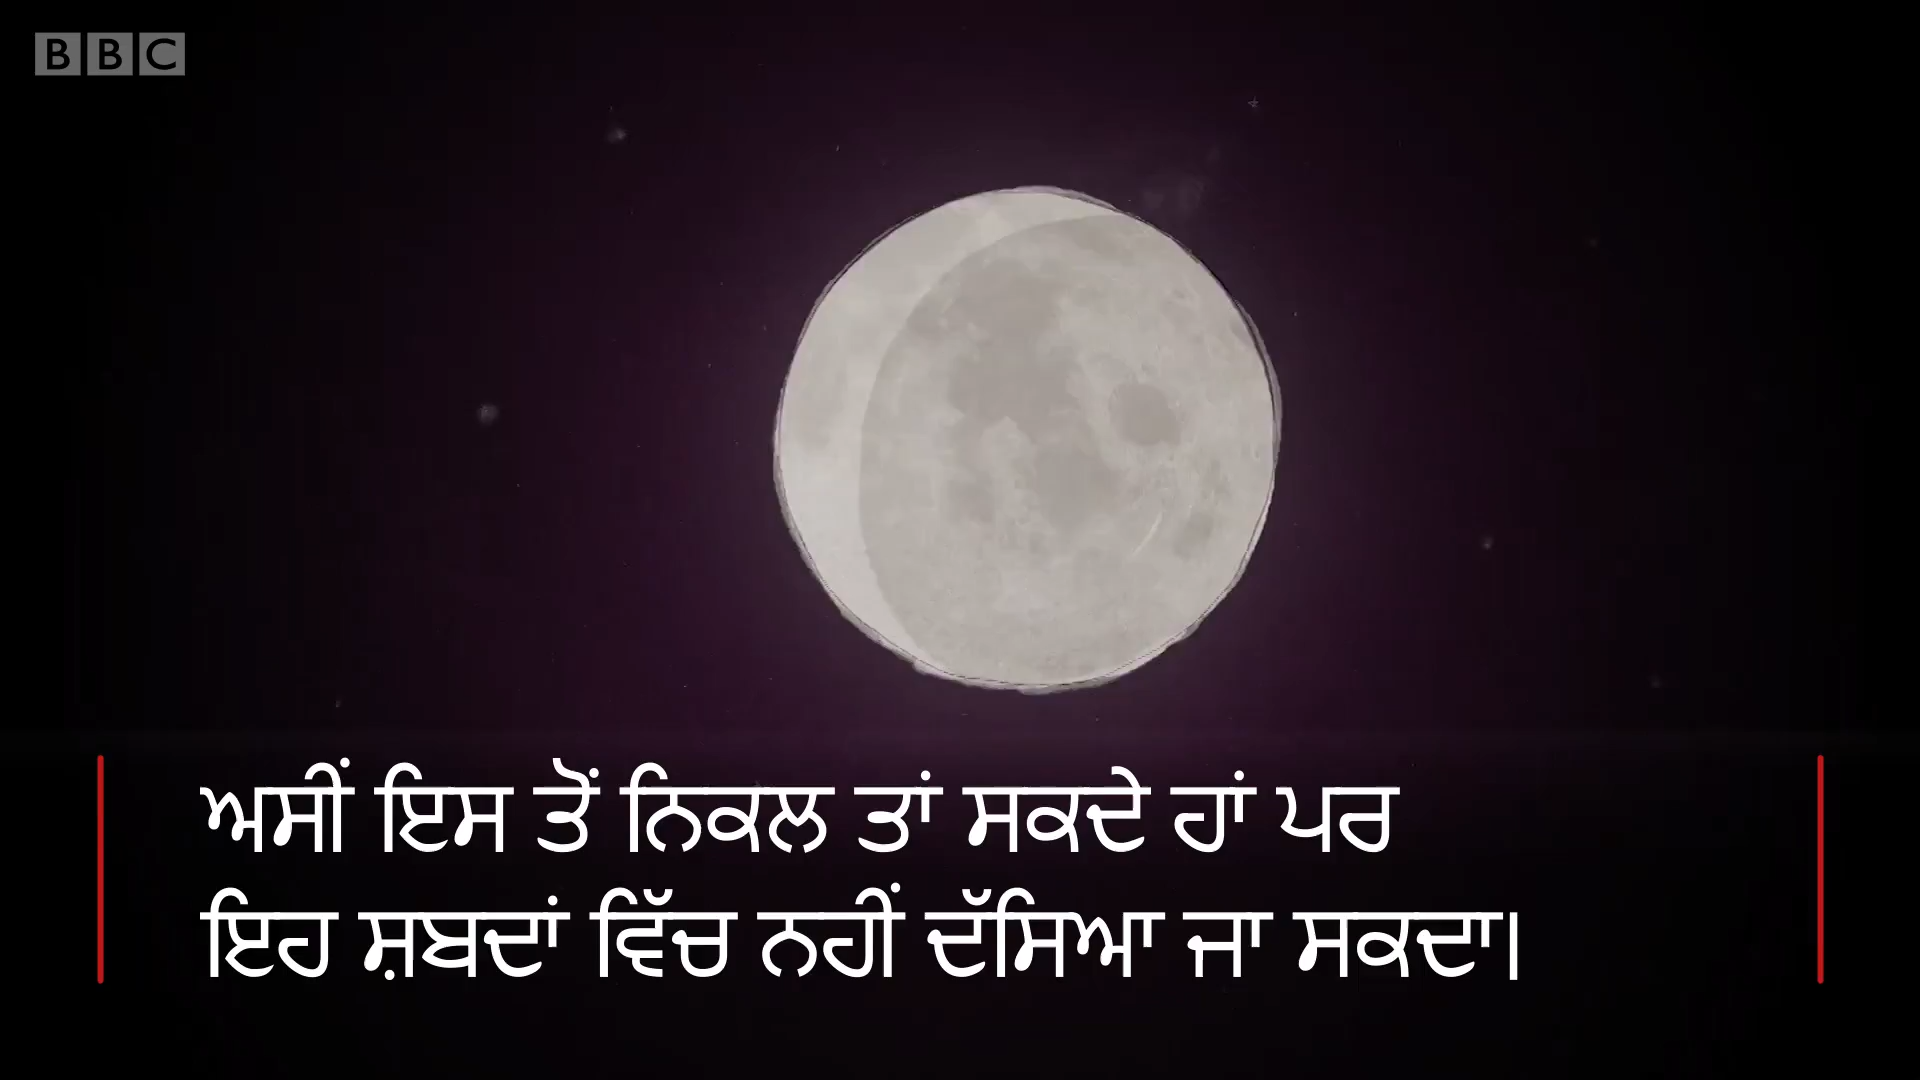 BBC
ਅਸੀਂ ਇਸ ਤੋਂ ਨਿਕਲ ਤਾਂ ਸਕਦੇ ਹਾਂ ਪਰ
ਇਹ ਸ਼ਬਦਾਂ ਵਿੱਚ ਨਹੀਂ ਦੱਸਿਆ ਜਾ ਸਕਦਾ।